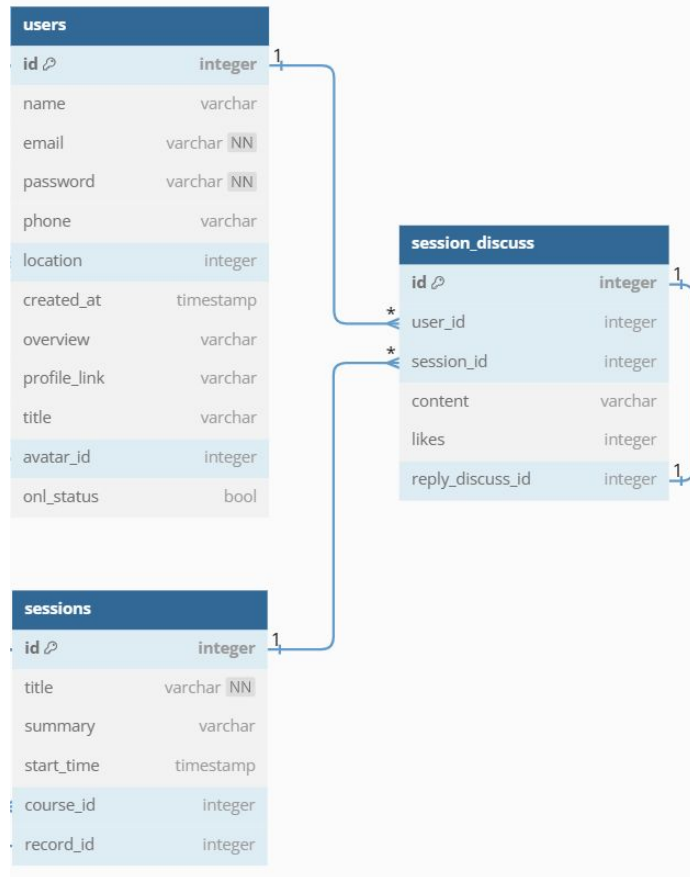 users
id integer
name varchar
email varchar NN
password varchar NN
phone varchar
location integer
created_at timestamp
overview varchar
profile_link varchar
title varchar
avatar_id integer
onl_status bool
1
session_discuss
id integer
1
* user_id integer
* session_id integer
content varchar
likes integer
reply_discuss_id integer
1
sessions
id integer
1
title varchar NN
summary varchar
start_time timestamp
course_id integer
record_id integer